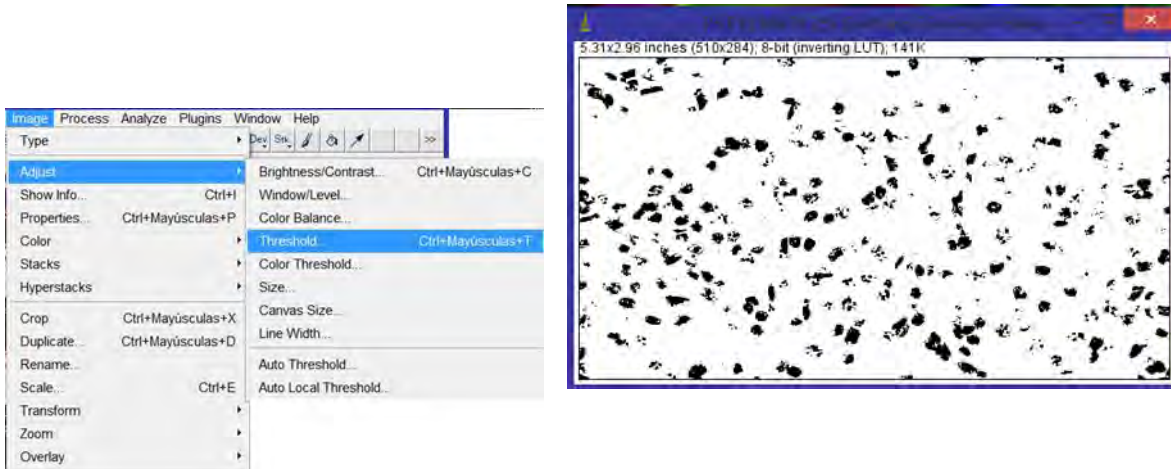 Image Process Analyze Plugins Window Help
Type
Dev Stk >>
Adjust
Show Info... Ctrl+I
Properties... Ctrl+Mayúsculas+P
Color
Stacks
Hyperstacks
Crop Ctrl+Mayúsculas+X
Duplicate... Ctrl+Mayúsculas+D
Rename...
Scale... Ctrl+E
Transform
Zoom
Overlay
Brightness/Contrast... Ctrl+Mayúsculas+C
Window/Level...
Color Balance...
Threshold... Ctrl+Mayúsculas+T
Color Threshold...
Size...
Canvas Size...
Line Width...
Auto Threshold...
Auto Local Threshold...
5.31x2.96 inches (510x284); 8-bit (inverting LUT); 141K